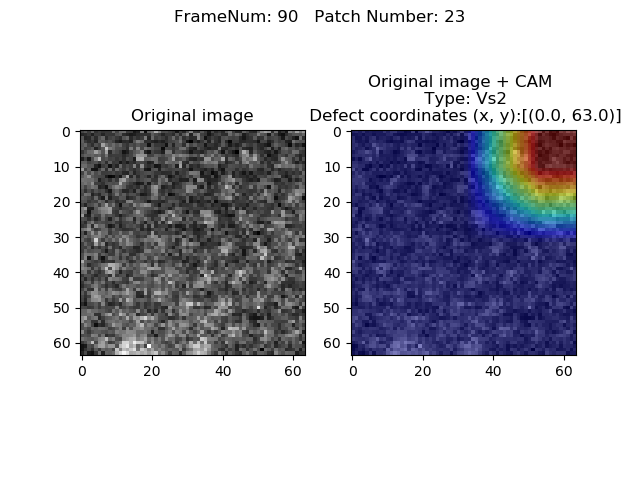 FrameNum: 90   Patch Number: 23
Original image
Original image + CAM
Type: Vs2
Defect coordinates (x, y):[(0.0, 63.0)]
0
10
20
30
40
50
60
0 20 40 60
0
10
20
30
40
50
60
0 20 40 60